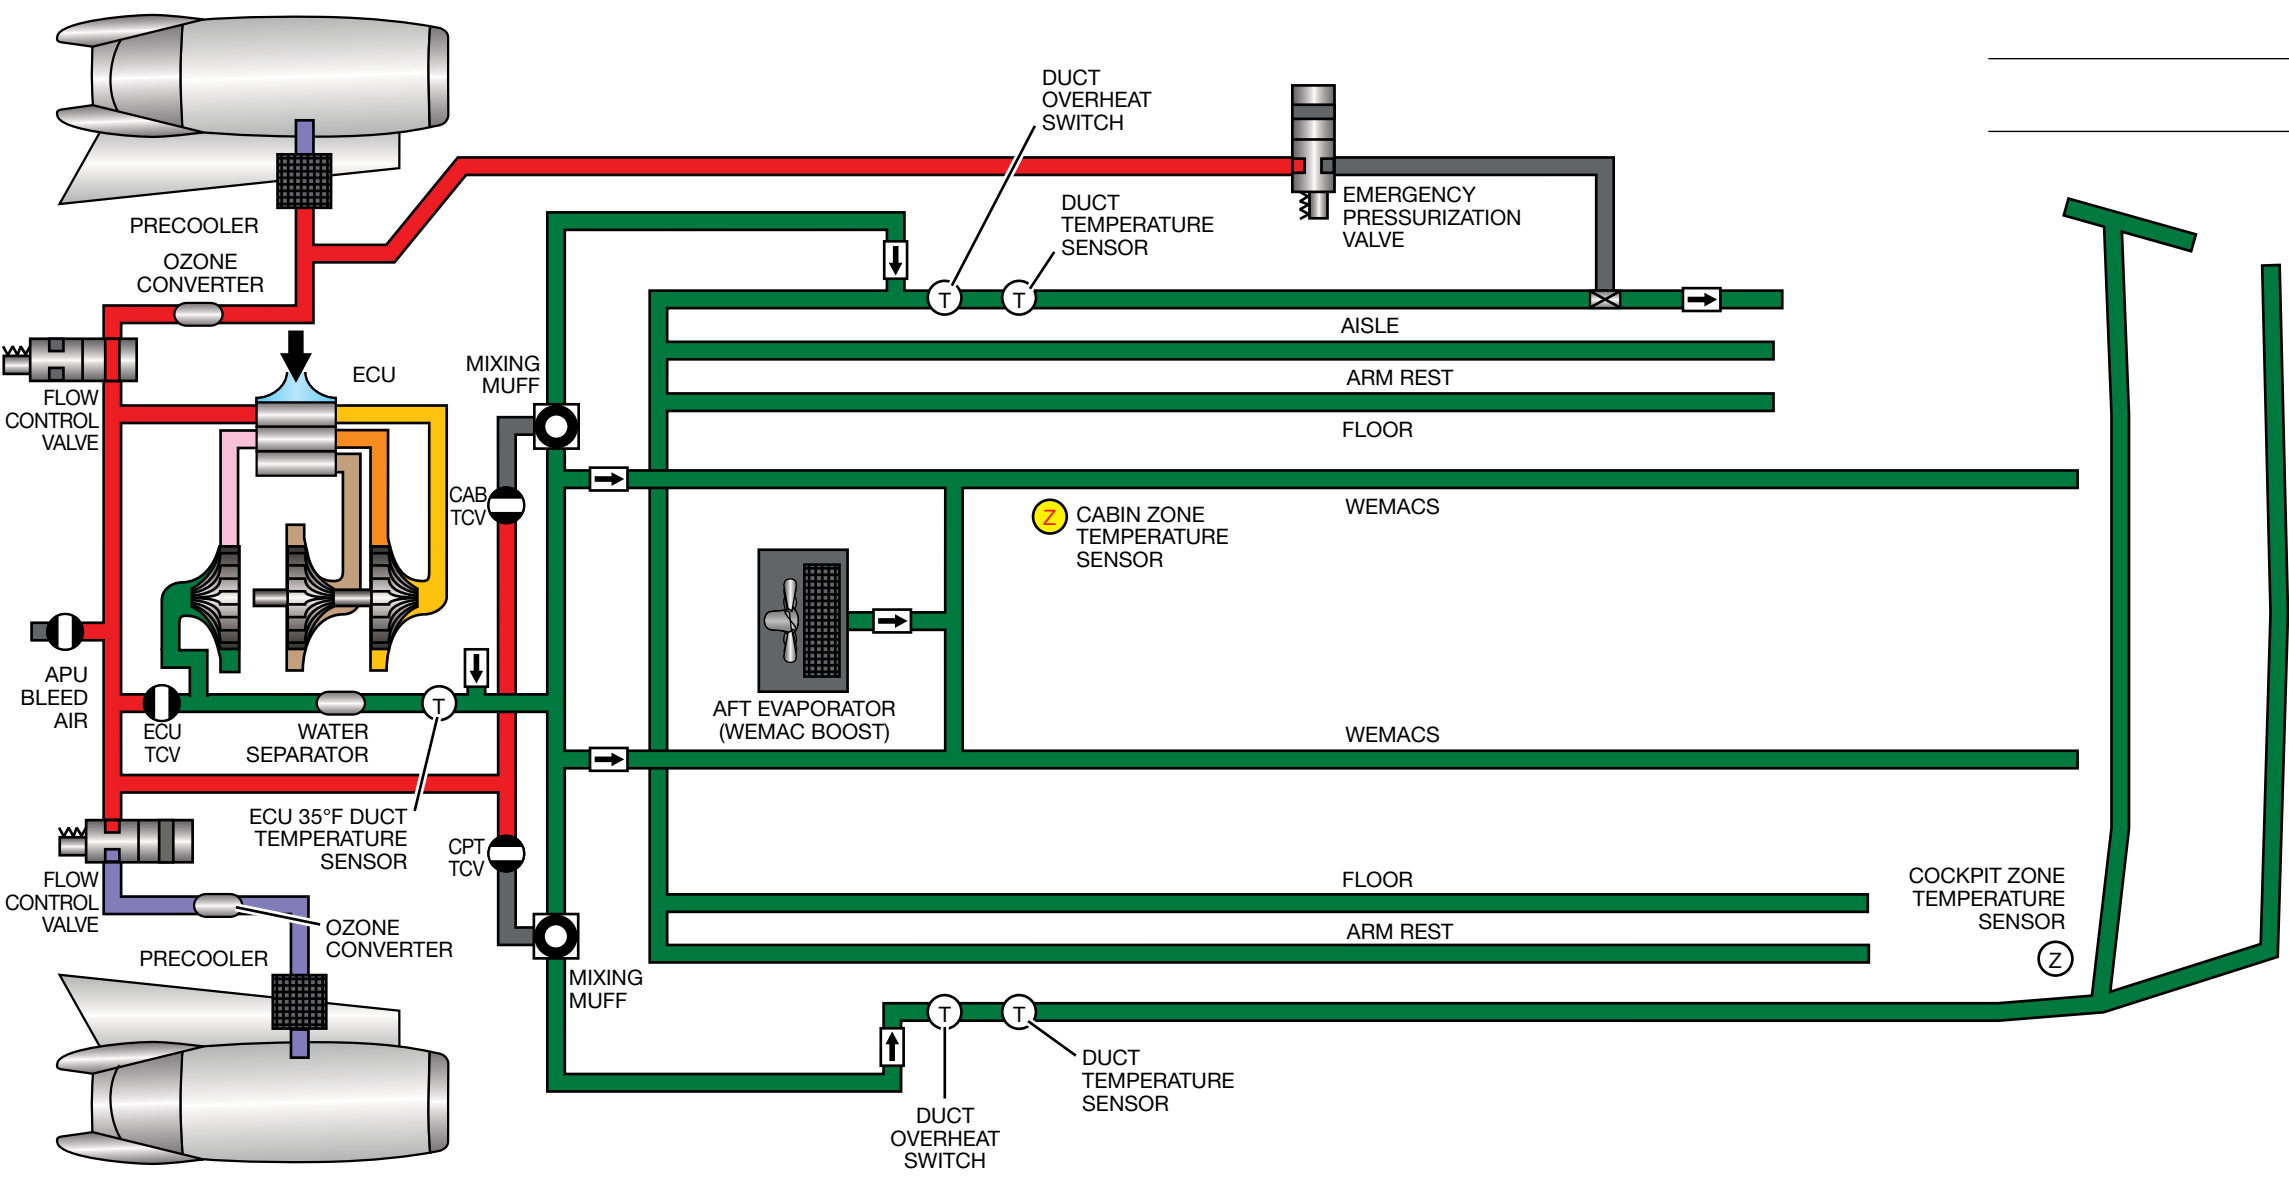 DUCT
OVERHEAT
SWITCH
DUCT
TEMPERATURE
SENSOR
EMERGENCY
PRESSURIZATION
VALVE
PRECOOLER
OZONE
CONVERTER
T
T
AISLE
MIXING
MUFF
ECU
ARM REST
FLOW
CONTROL
VALVE
FLOOR
CAB
TCV
WEMACS
Z
CABIN ZONE
TEMPERATURE
SENSOR
APU
BLEED
AIR
ECU
TCV
WATER
SEPARATOR
T
AFT EVAPORATOR
(WEMAC BOOST)
WEMACS
ECU 35°F DUCT
TEMPERATURE
SENSOR
CPT
TCV
FLOW
CONTROL
VALVE
FLOOR
COCKPIT ZONE
TEMPERATURE
SENSOR
Z
OZONE
CONVERTER
ARM REST
PRECOOLER
MIXING
MUFF
T
T
DUCT
TEMPERATURE
SENSOR
DUCT
OVERHEAT
SWITCH